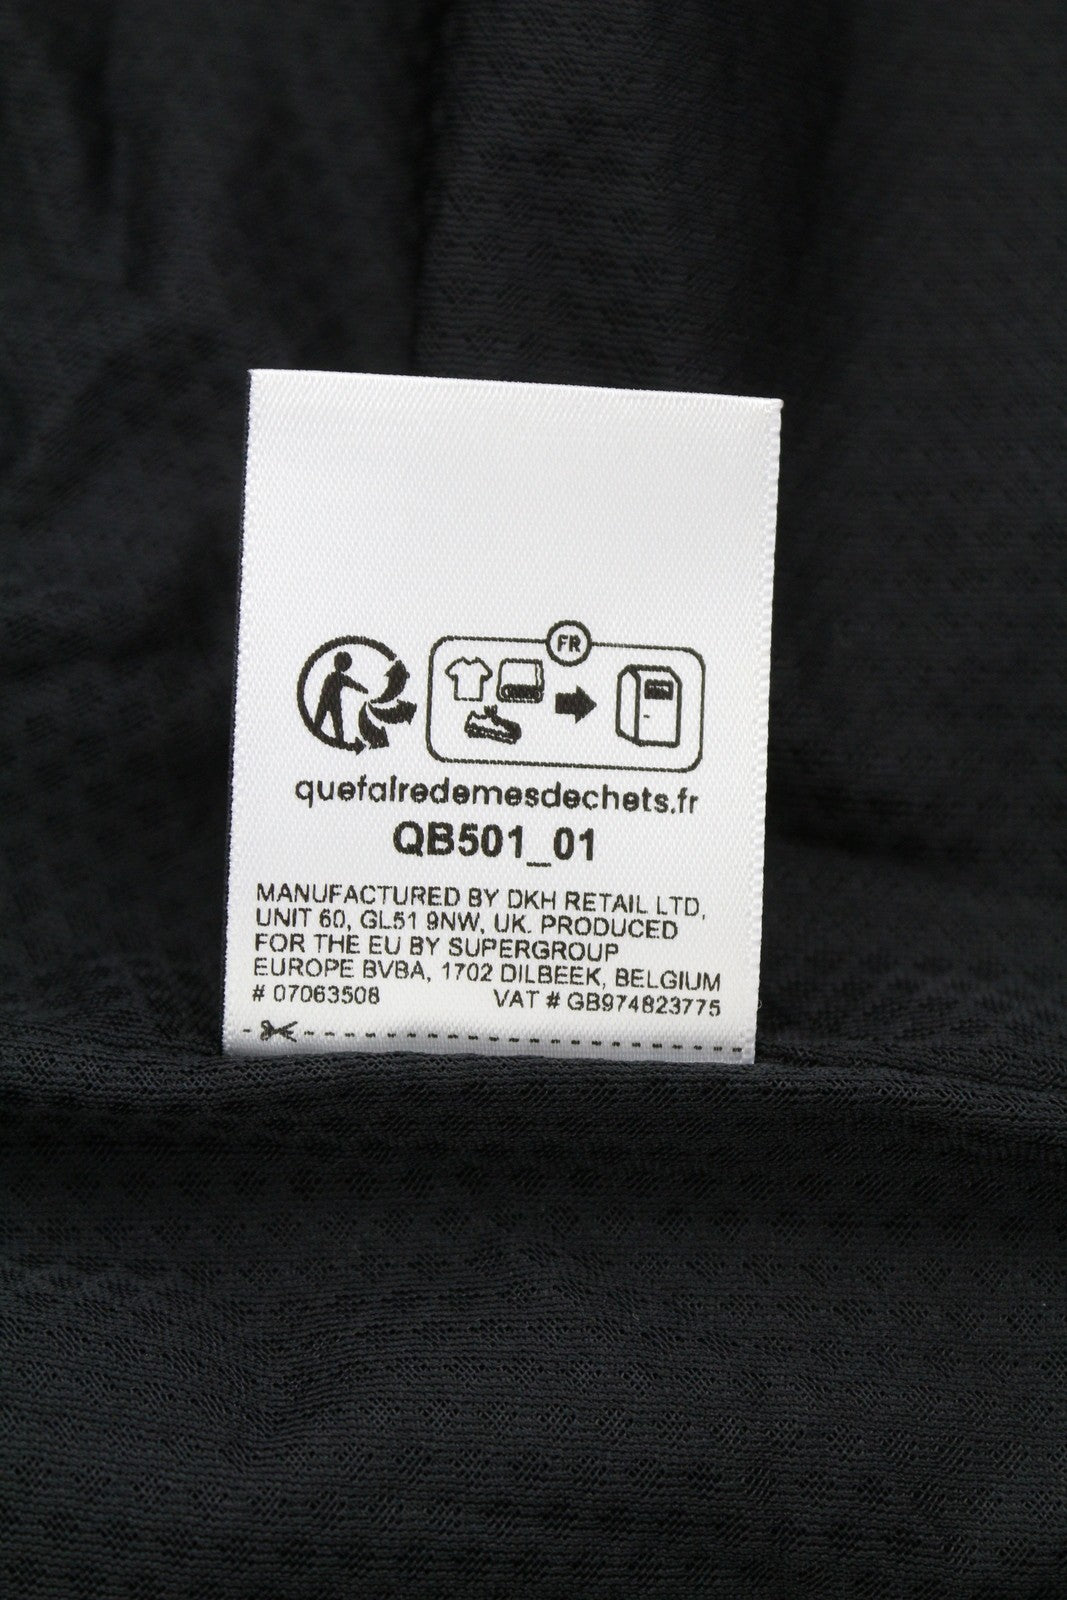 FR
quefairedemesdechets.fr
QB501_01
MANUFACTURED BY DKH RETAIL LTD,
UNIT 60, GL51 9NW, UK. PRODUCED
FOR THE EU BY SUPERGROUP
EUROPE BVBA, 1702 DILBEEK, BELGIUM
# 07063508 VAT # GB974823775